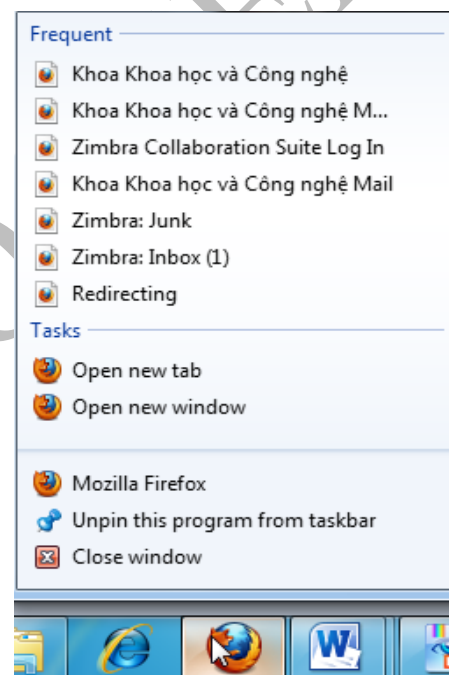 Frequent
Khoa Khoa học và Công nghệ
Khoa Khoa học và Công nghệ M...
Zimbra Collaboration Suite Log In
Khoa Khoa học và Công nghệ Mail
Zimbra: Junk
Zimbra: Inbox (1)
Redirecting
Tasks
Open new tab
Open new window
Mozilla Firefox
Unpin this program from taskbar
Close window